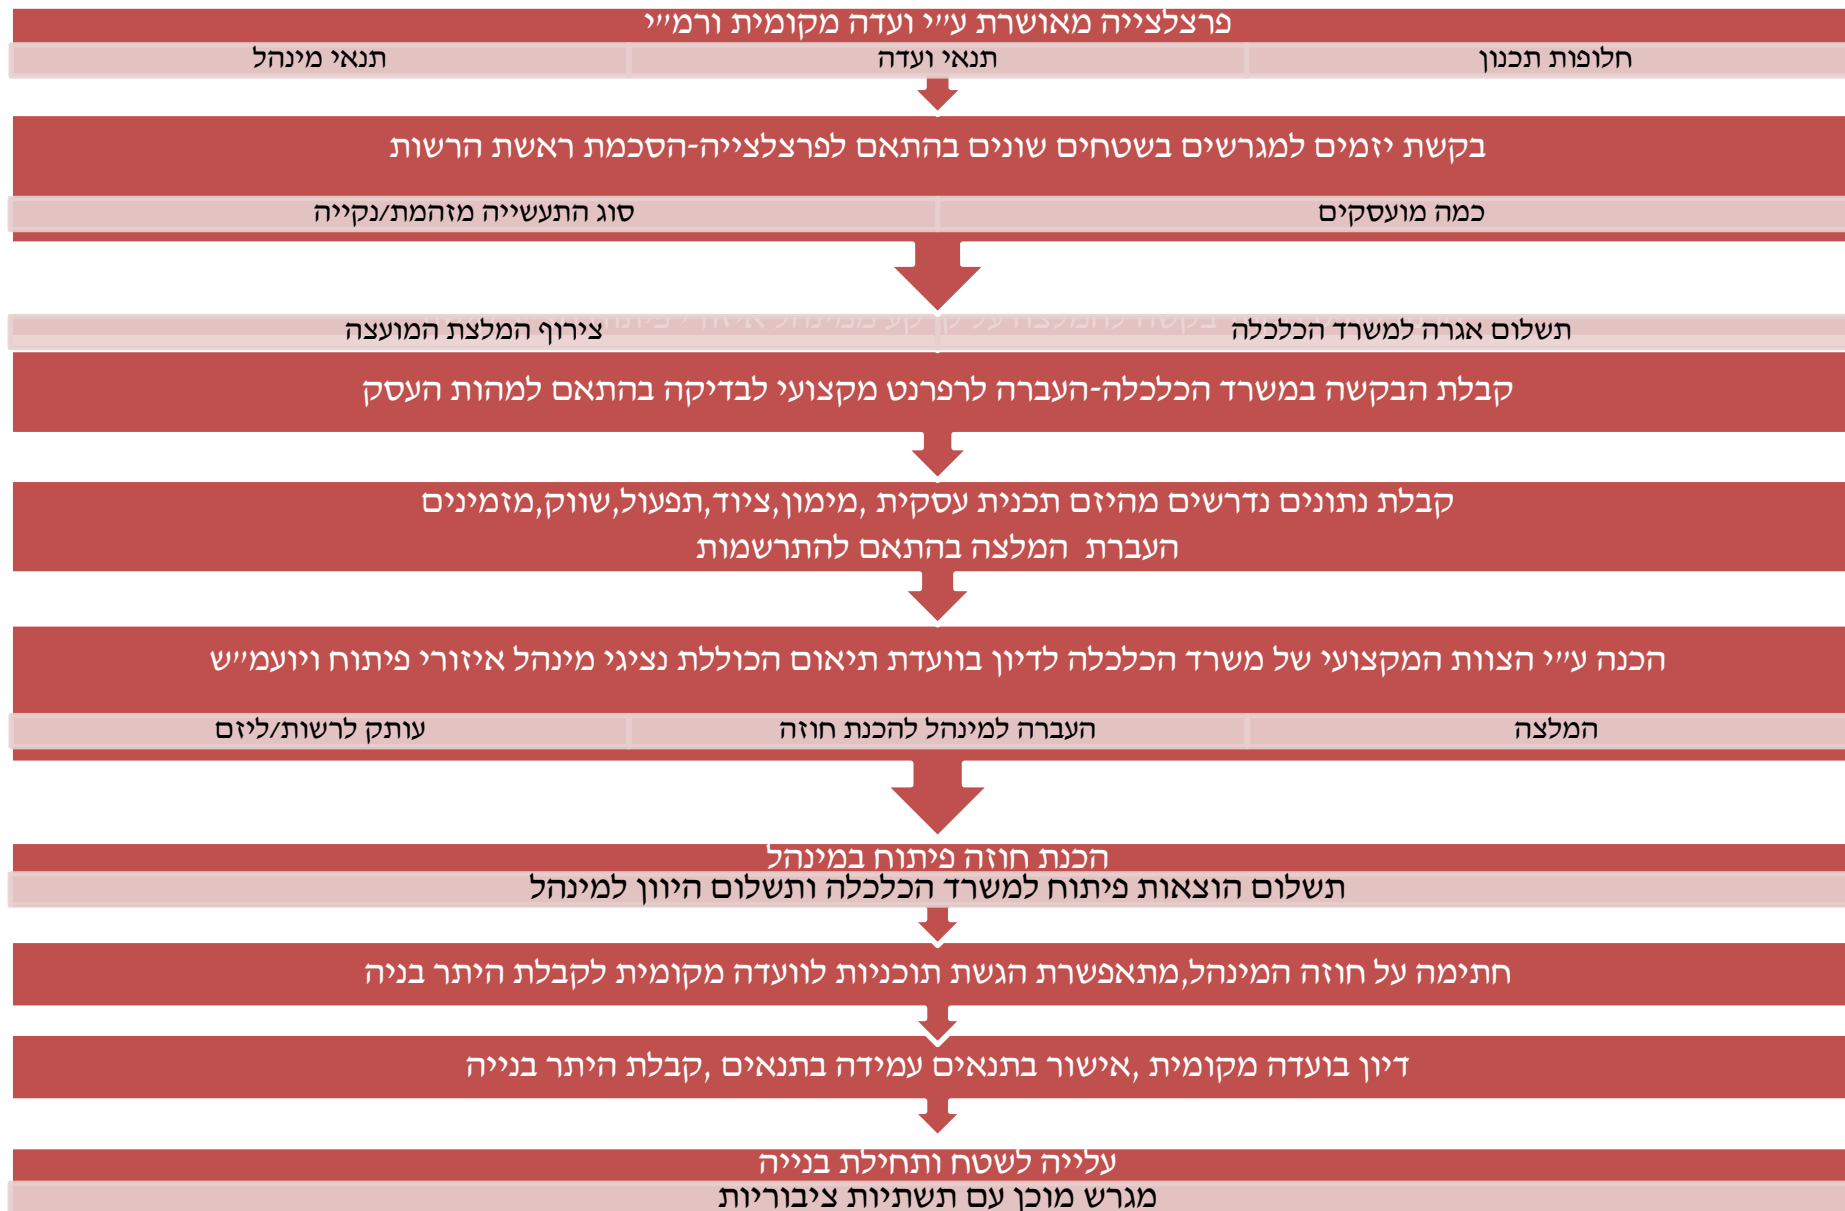 פרצלצייה מאושרת ע״י ועדה מקומית ורמ״י
חלופות תכנון
תנאי ועדה
תנאי מינהל
בקשת יזמים למגרשים בשטחים שונים בהתאם לפרצלצייה-הסכמת ראשת הרשות
כמה מועסקים
סוג התעשייה מזהמת/נקייה
תשלום אגרה למשרד הכלכלה
צירוף המלצת המועצה
קבלת הבקשה במשרד הכלכלה-העברה לרפרנט מקצועי לבדיקה בהתאם למהות העסק
קבלת נתונים נדרשים מהיזם תכנית עסקית ,מימון,ציוד,תפעול,שווק,מזמינים
העברת המלצה בהתאם להתרשמות
הכנה ע״י הצוות המקצועי של משרד הכלכלה לדיון בוועדת תיאום הכוללת נציגי מינהל איזורי פיתוח ויועמ״ש
המלצה
העברה למינהל להכנת חוזה
עותק לרשות/ליזם
הכנת חוזה פיתוח במינהל
תשלום הוצאות פיתוח למשרד הכלכלה ותשלום היוון למינהל
חתימה על חוזה המינהל,מתאפשרת הגשת תוכניות לוועדה מקומית לקבלת היתר בניה
דיון בועדה מקומית ,אישור בתנאים עמידה בתנאים ,קבלת היתר בנייה
עלייה לשטח ותחילת בנייה
מגרש מוכן עם תשתיות ציבוריות